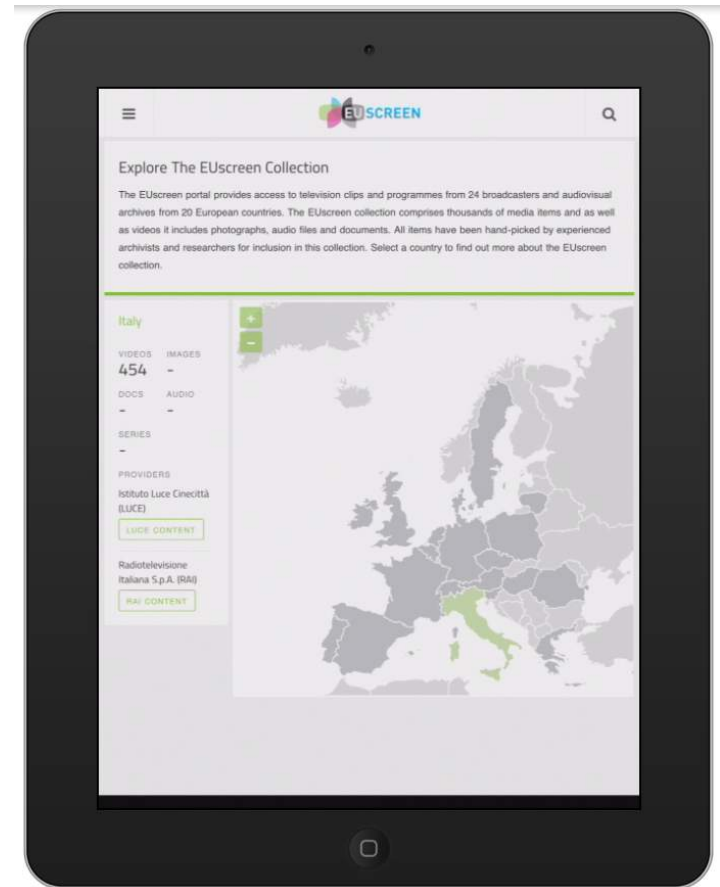 EUSCREEN
Explore The EUscreen Collection
The EUscreen portal provides access to television clips and programmes from 24 broadcasters and audiovisual
archives from 20 European countries. The EUscreen collection comprises thousands of media items and as well
as videos it includes photographs, audio files and documents. All items have been hand-picked by experienced
archivists and researchers for inclusion in this collection. Select a country to find out more about the EUscreen
collection.
Italy
VIDEOS IMAGES
454 -
DOCS AUDIO
- -
SERIES
-
PROVIDERS
Istituto Luce Cinecittà
(LUCE)
LUCE CONTENT
Radiotelevisione
Italiana S.p.A. (RAI)
RAI CONTENT
+
−